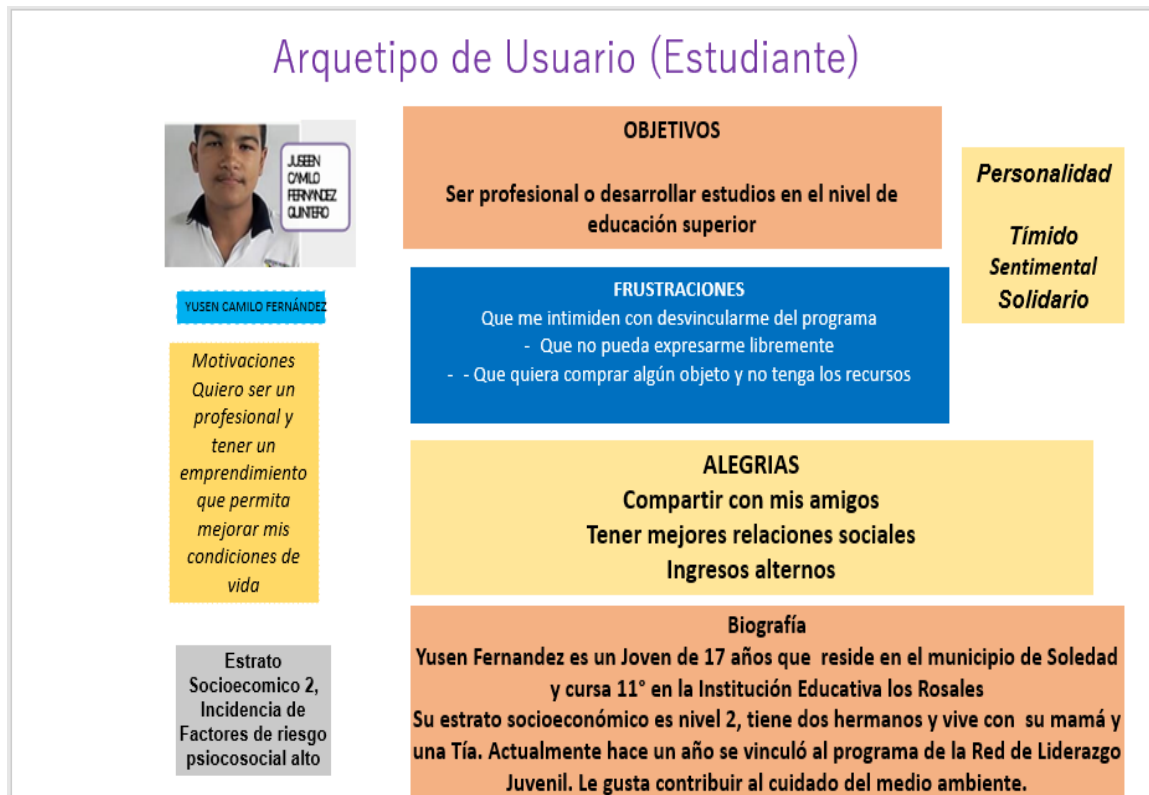 Arquetipo de Usuario (Estudiante)
JUSEEN
CAMILO
FERNANDEZ
QUINTERO
YUSEN CAMILO FERNÁNDEZ
Motivaciones
Quiero ser un
profesional y
tener un
emprendimiento
que permita
mejorar mis
condiciones de
vida
Estrato
Socioecomico 2,
Incidencia de
Factores de riesgo
psicocosocial alto
OBJETIVOS
Ser profesional o desarrollar estudios en el nivel de
educación superior
FRUSTRACIONES
Que me intimiden con desvincularme del programa
- Que no pueda expresarme libremente
- - Que quiera comprar algún objeto y no tenga los recursos
Personalidad
Tímido
Sentimental
Solidario
ALEGRIAS
Compartir con mis amigos
Tener mejores relaciones sociales
Ingresos alternos
Biografía
Yusen Fernandez es un Joven de 17 años que reside en el municipio de Soledad
y cursa 11° en la Institución Educativa los Rosales
Su estrato socioeconómico es nivel 2, tiene dos hermanos y vive con su mamá y
una Tía. Actualmente hace un año se vinculó al programa de la Red de Liderazgo
Juvenil. Le gusta contribuir al cuidado del medio ambiente.